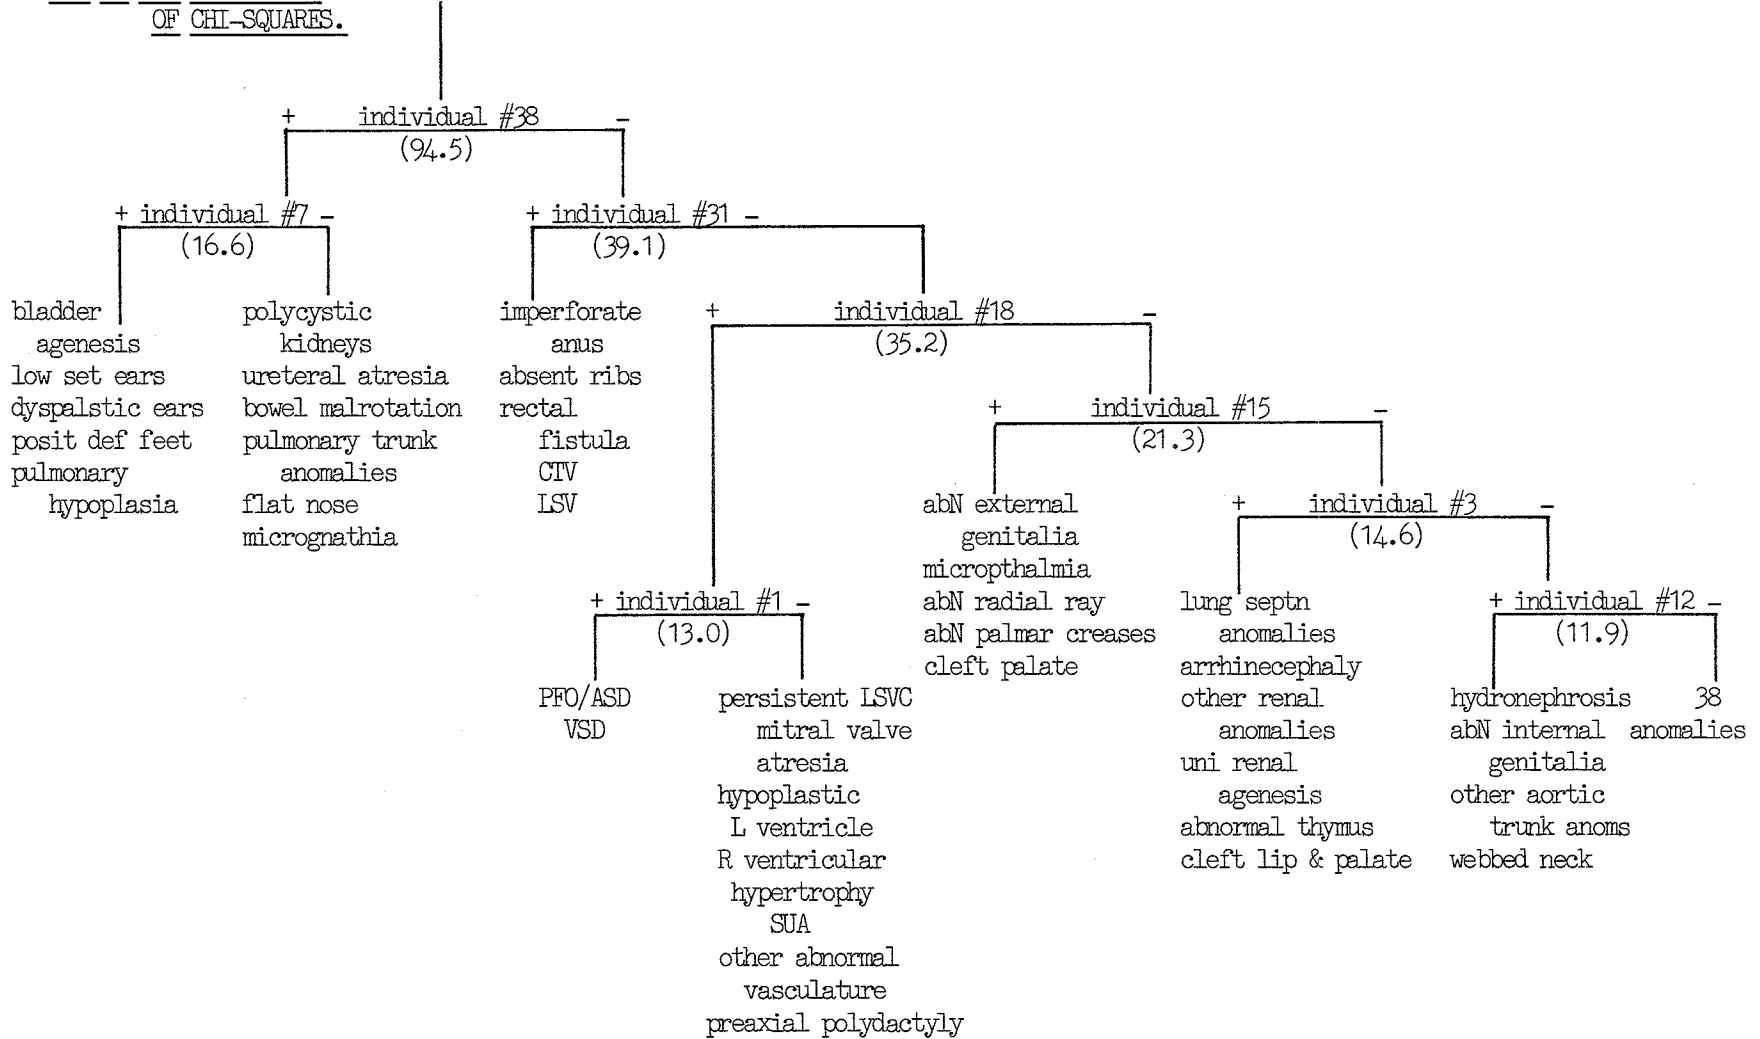 OF CHI-SQUARES.
+ individual #38 -
(94.5)
+ individual #7 -
(16.6)
+ individual #31 -
(39.1)
bladder
agenesis
low set ears
dyspalstic ears
posit def feet
pulmonary
hypoplasia
polycystic
kidneys
ureteral atresia
bowel malrotation
pulmonary trunk
anomalies
flat nose
micrognathia
imperforate
anus
absent ribs
rectal
fistula
CTV
LSV
+ individual #18 -
(35.2)
+ individual #15 -
(21.3)
abN external
genitalia
micropthalmia
abN radial ray
abN palmar creases
cleft palate
+ individual #3 -
(14.6)
+ individual #1 -
(13.0)
PFO/ASD
VSD
persistent LSVC
mitral valve
atresia
hypoplastic
L ventricle
R ventricular
hypertrophy
SUA
other abnormal
vasculature
preaxial polydactyly
lung septn
anomalies
arrhinecephaly
other renal
anomalies
uni renal
agenesis
abnormal thymus
cleft lip & palate
+ individual #12 -
(11.9)
hydronephrosis
abN internal
genitalia
other aortic
trunk anoms
webbed neck
38
anomalies